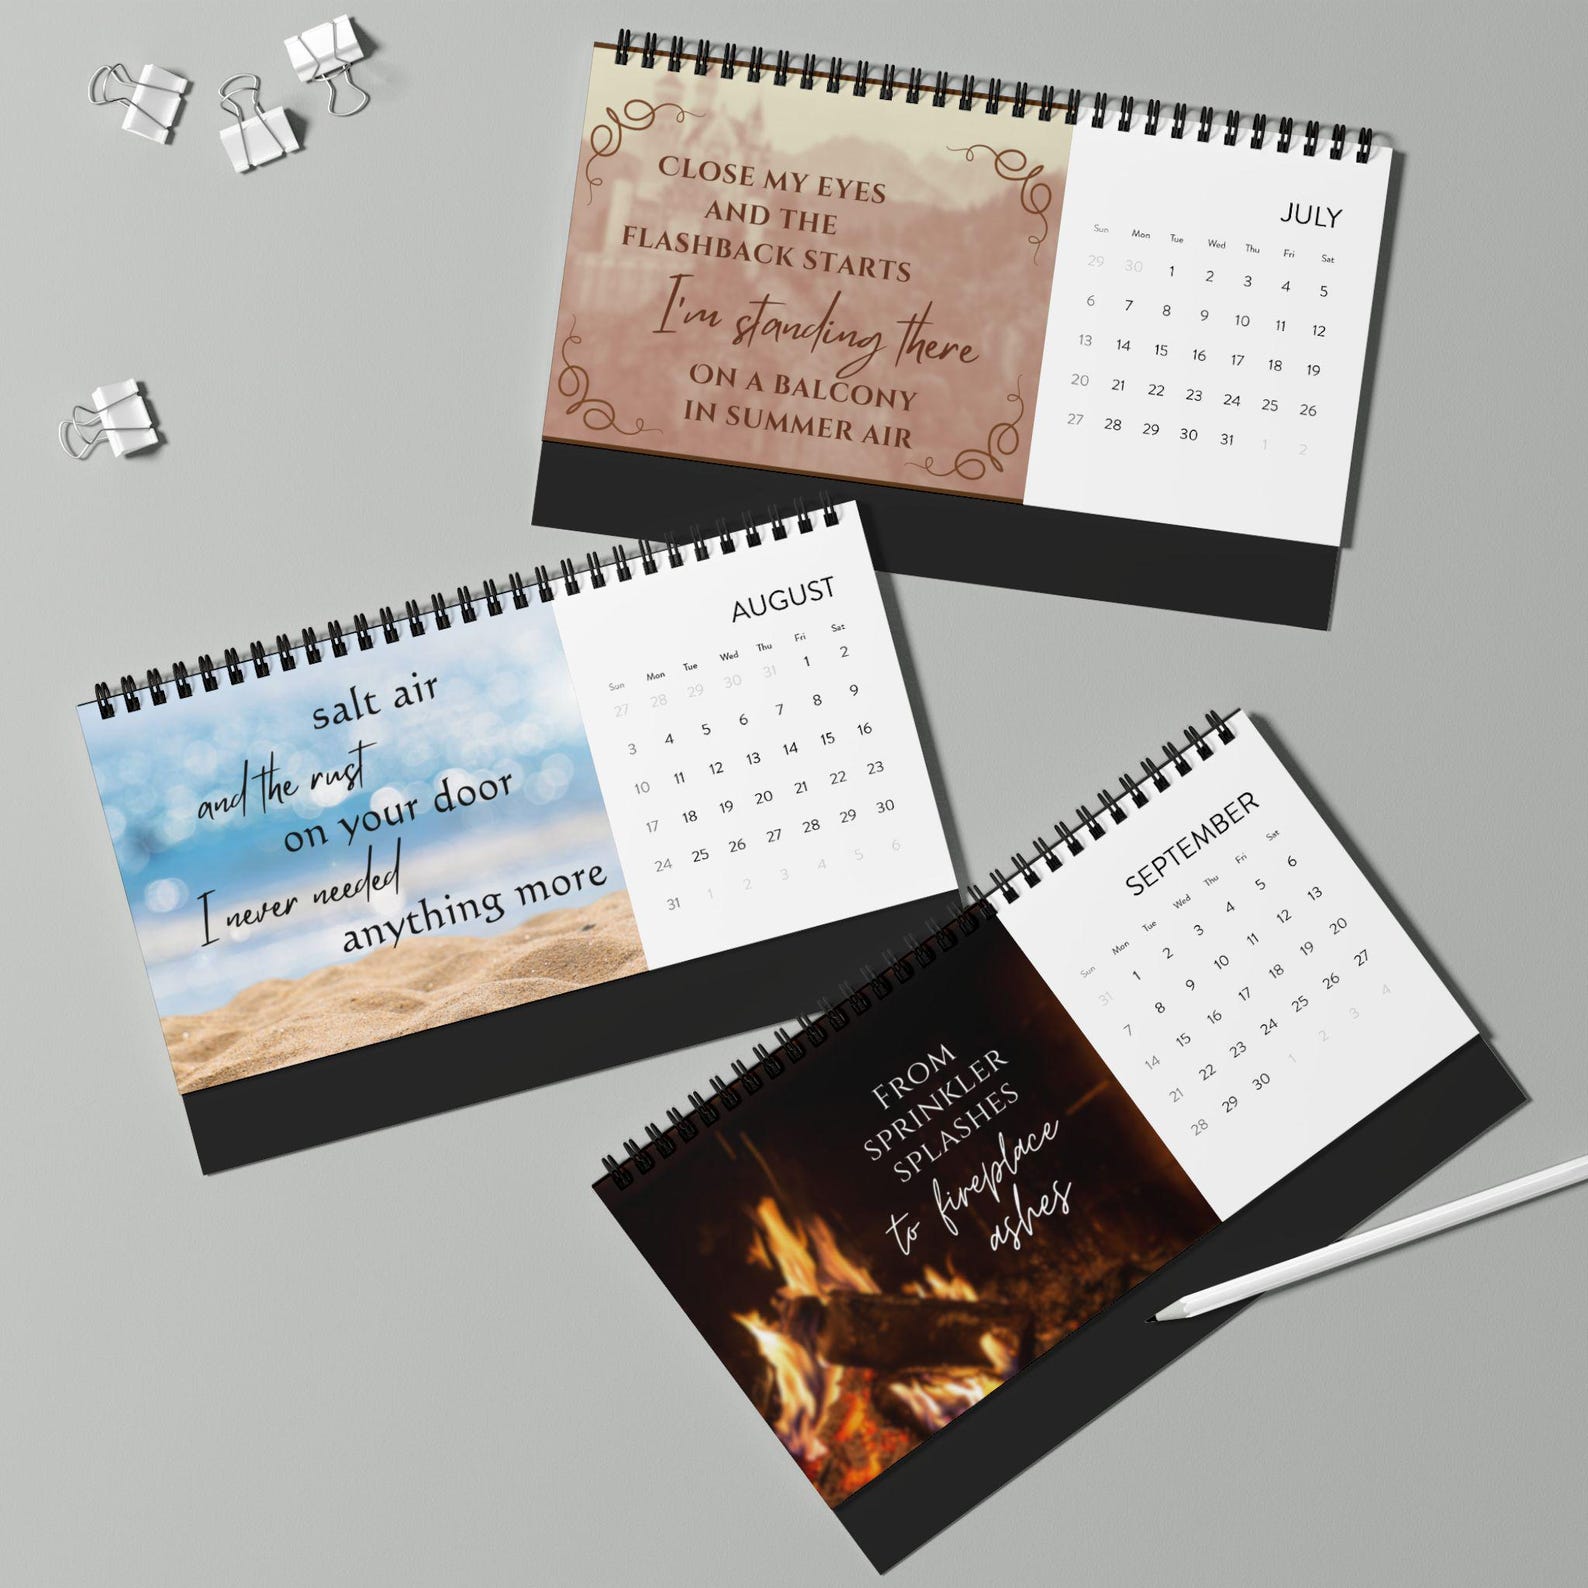 CLOSE MY EYES
AND THE
FLASHBACK STARTS
I'm standing there
ON A BALCONY
IN SUMMER AIR
JULY
Sun Mon Tue Wed Thu Fri Sat
29 30 1 2 3 4 5
6 7 8 9 10 11 12
13 14 15 16 17 18 19
20 21 22 23 24 25 26
27 28 29 30 31 1 2
salt air
and the rust
on your door
I never needed
anything more
AUGUST
Sun Mon Tue Wed Thu Fri Sat
27 28 29 30 31 1 2
3 4 5 6 7 8 9
10 11 12 13 14 15 16
17 18 19 20 21 22 23
24 25 26 27 28 29 30
31 1 2 3 4 5 6
FROM
SPRINKLER
SPLASHES
to fireplace
ashes
SEPTEMBER
Sun Mon Tue Wed Thu Fri Sat
31 1 2 3 4 5 6
7 8 9 10 11 12 13
14 15 16 17 18 19 20
21 22 23 24 25 26 27
28 29 30 1 2 3 4